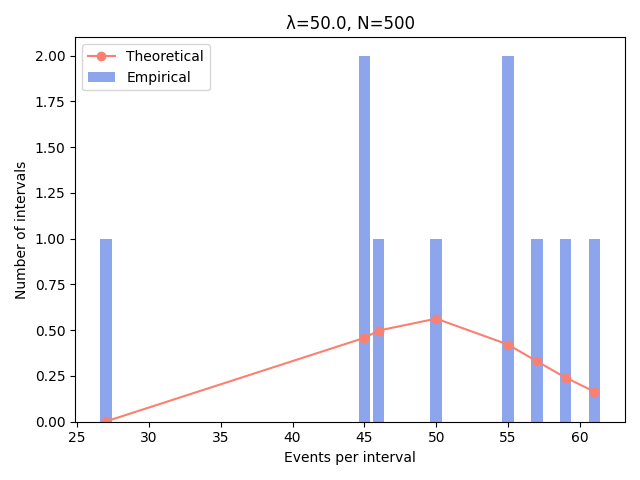 λ=50.0, N=500
Theoretical
Empirical
Number of intervals
2.00
1.75
1.50
1.25
1.00
0.75
0.50
0.25
0.00
25 30 35 40 45 50 55 60
Events per interval